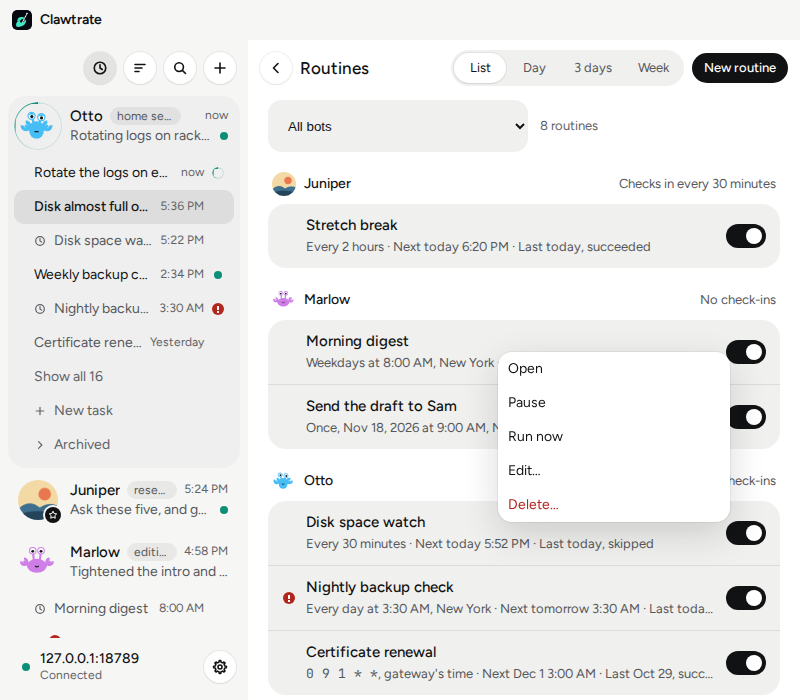 Clawtrate
Otto home se... now
Rotating logs on rack...
Rotate the logs on e... now
Disk almost full o... 5:36 PM
Disk space wa... 5:22 PM
Weekly backup c... 2:34 PM
Nightly backu... 3:30 AM
Certificate rene... Yesterday
Show all 16
New task
Archived
Juniper rese... 5:24 PM
Ask these five, and g...
Marlow editi... 4:58 PM
Tightened the intro and ...
Morning digest 8:00 AM
127.0.0.1:18789
Connected
Routines
List Day 3 days Week
New routine
All bots
8 routines
Juniper
Checks in every 30 minutes
Stretch break
Every 2 hours · Next today 6:20 PM · Last today, succeeded
Marlow
No check-ins
Morning digest
Weekdays at 8:00 AM, New York
Send the draft to Sam
Once, Nov 18, 2026 at 9:00 AM,
Open
Pause
Run now
Edit...
Delete...
Otto
check-ins
Disk space watch
Every 30 minutes · Next today 5:52 PM · Last today, skipped
Nightly backup check
Every day at 3:30 AM, New York · Next tomorrow 3:30 AM · Last toda...
Certificate renewal
0 9 1 * *, gateway's time · Next Dec 1 3:00 AM · Last Oct 29, succ...